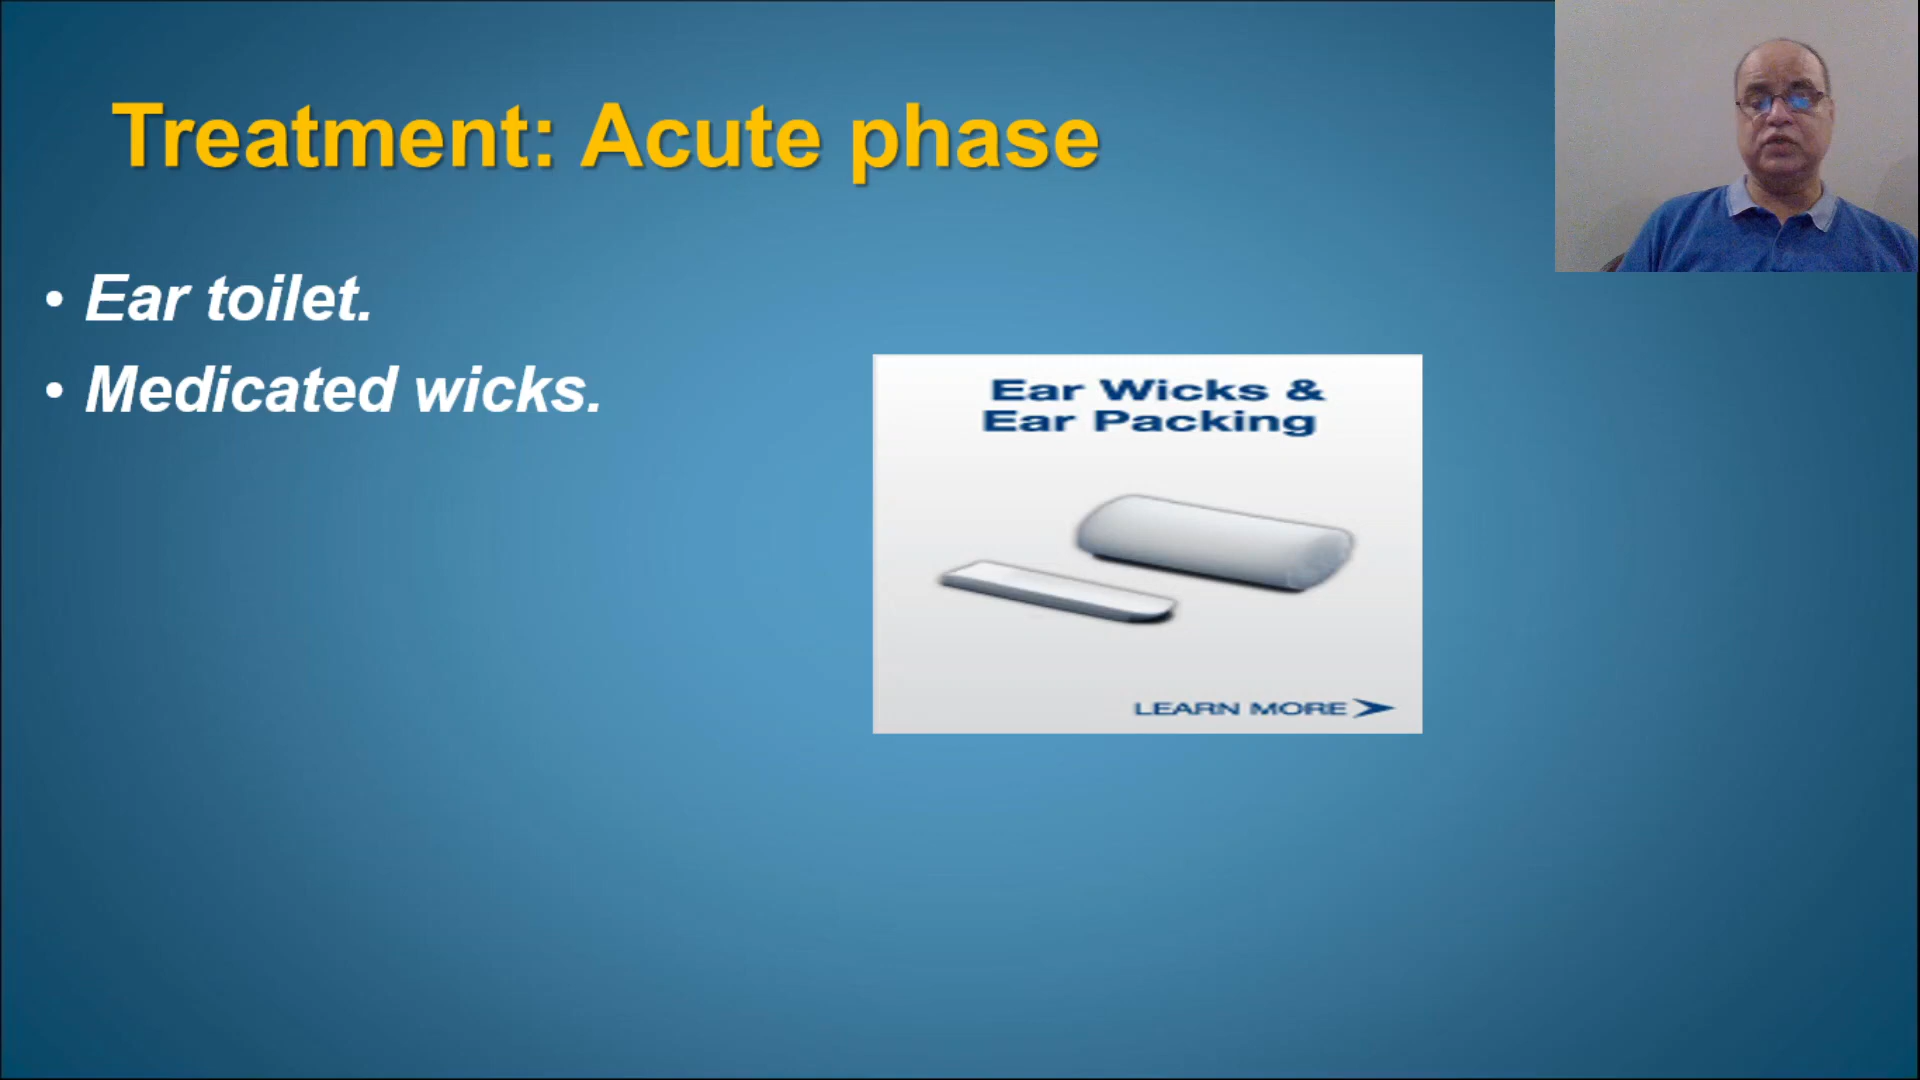 Treatment: Acute phase
• Ear toilet.
• Medicated wicks.
Ear Wicks &
Ear Packing
LEARN MORE